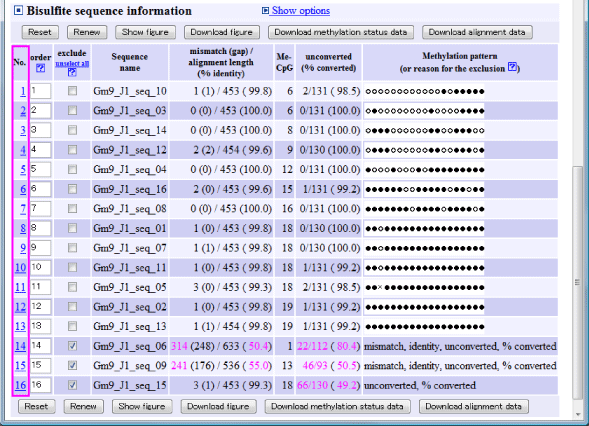 Bisulfite sequence information Show options
Reset Renew Show figure Download figure Download methylation status data Download alignment data
No. order ? exclude unselect all ? Sequence name mismatch (gap) / alignment length (% identity) Me-CpG unconverted (% converted) Methylation pattern (or reason for the exclusion ?)
1 1 Gm9_J1_seq_10 1 (1) / 453 ( 99.8) 6 2/131 ( 98.5)
2 2 Gm9_J1_seq_03 0 (0) / 453 (100.0) 6 0/131 (100.0)
3 3 Gm9_J1_seq_14 0 (0) / 453 (100.0) 8 0/131 (100.0)
4 4 Gm9_J1_seq_12 2 (2) / 454 ( 99.6) 9 0/130 (100.0)
5 5 Gm9_J1_seq_04 0 (0) / 453 (100.0) 12 0/131 (100.0)
6 6 Gm9_J1_seq_16 2 (0) / 453 ( 99.6) 15 1/131 ( 99.2)
7 7 Gm9_J1_seq_08 0 (0) / 453 (100.0) 16 0/131 (100.0)
8 8 Gm9_J1_seq_01 1 (0) / 453 ( 99.8) 18 0/130 (100.0)
9 9 Gm9_J1_seq_07 1 (1) / 453 ( 99.8) 18 0/130 (100.0)
10 10 Gm9_J1_seq_11 1 (0) / 453 ( 99.8) 18 1/131 ( 99.2)
11 11 Gm9_J1_seq_05 3 (0) / 453 ( 99.3) 18 2/131 ( 98.5)
12 12 Gm9_J1_seq_02 1 (0) / 453 ( 99.8) 19 1/131 ( 99.2)
13 13 Gm9_J1_seq_13 1 (1) / 454 ( 99.8) 19 1/131 ( 99.2)
14 14 Gm9_J1_seq_06 314 (248) / 633 ( 50.4) 1 22/112 ( 80.4) mismatch, identity, unconverted, % converted
15 15 Gm9_J1_seq_09 241 (176) / 536 ( 55.0) 13 46/93 ( 50.5) mismatch, identity, unconverted, % converted
16 16 Gm9_J1_seq_15 3 (1) / 453 ( 99.3) 18 66/130 ( 49.2) unconverted, % converted
Reset Renew Show figure Download figure Download methylation status data Download alignment data